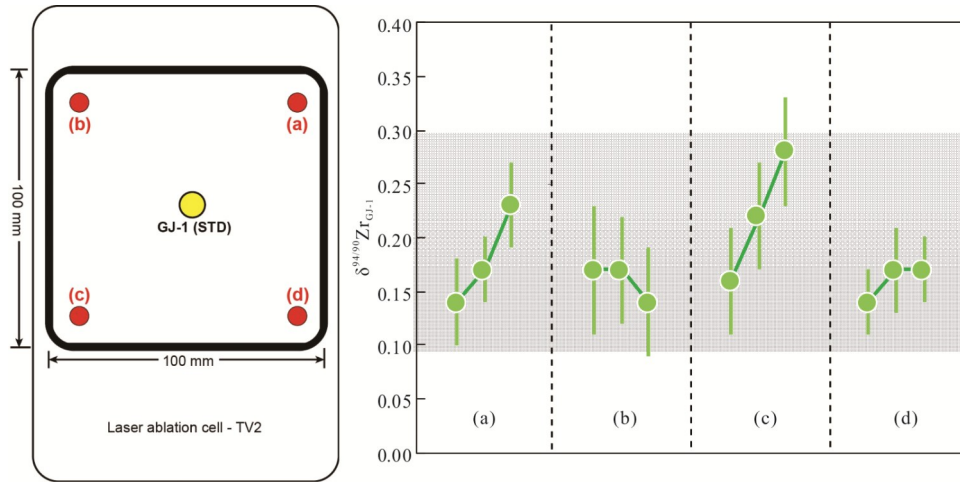 (b)
(a)
GJ-1 (STD)
(c)
(d)
100 mm
100 mm
Laser ablation cell - TV2
δ94/90ZrGJ-1
0.40
0.35
0.30
0.25
0.20
0.15
0.10
0.05
0.00
(a)
(b)
(c)
(d)